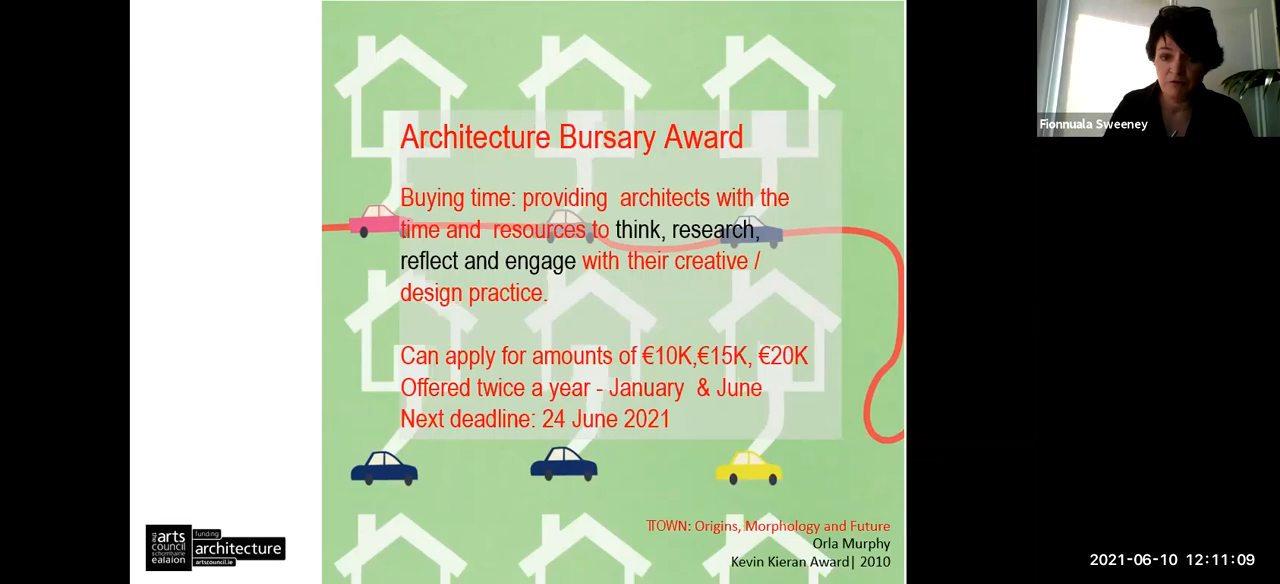 Architecture Bursary Award
Buying time: providing architects with the
time and resources to think, research,
reflect and engage with their creative /
design practice.
Can apply for amounts of €10K,€15K, €20K
Offered twice a year - January & June
Next deadline: 24 June 2021
TTOWN: Origins, Morphology and Future
Orla Murphy
Kevin Kieran Award| 2010
arts
council
ealaíon
funding
architecture
artscouncil.ie
Fionnuala Sweeney
2021-06-10 12:11:09